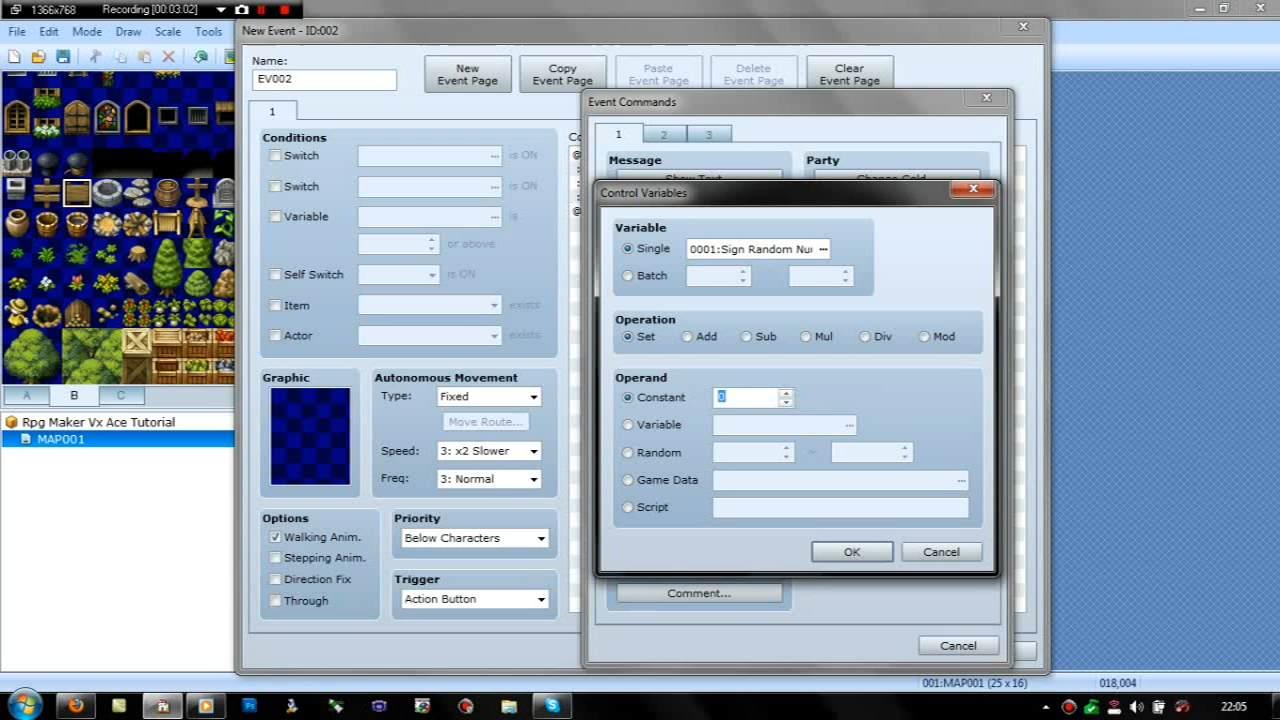 1366x768 Recording [00:03:02]
File Edit Mode Draw Scale Tools
New Event - ID:002
Name:
EV002
New Event Page
Copy Event Page
Paste Event Page
Delete Event Page
Clear Event Page
1
Conditions
Switch is ON
Switch is ON
Variable is
or above
Self Switch is ON
Item exists
Actor exists
Graphic
Autonomous Movement
Type: Fixed
Move Route...
Speed: 3: x2 Slower
Freq: 3: Normal
Options
Walking Anim.
Stepping Anim.
Direction Fix
Through
Priority
Below Characters
Trigger
Action Button
Event Commands
1 2 3
Message Party
Show Text... Change Gold...
Control Variables
Variable
Single 0001:Sign Random Nu
Batch
Operation
Set Add Sub Mul Div Mod
Operand
Constant 0
Variable
Random ~
Game Data
Script
OK Cancel
Comment...
Cancel
A B C
Rpg Maker Vx Ace Tutorial
MAP001
001:MAP001 (25 x 16) 018,004
22:05